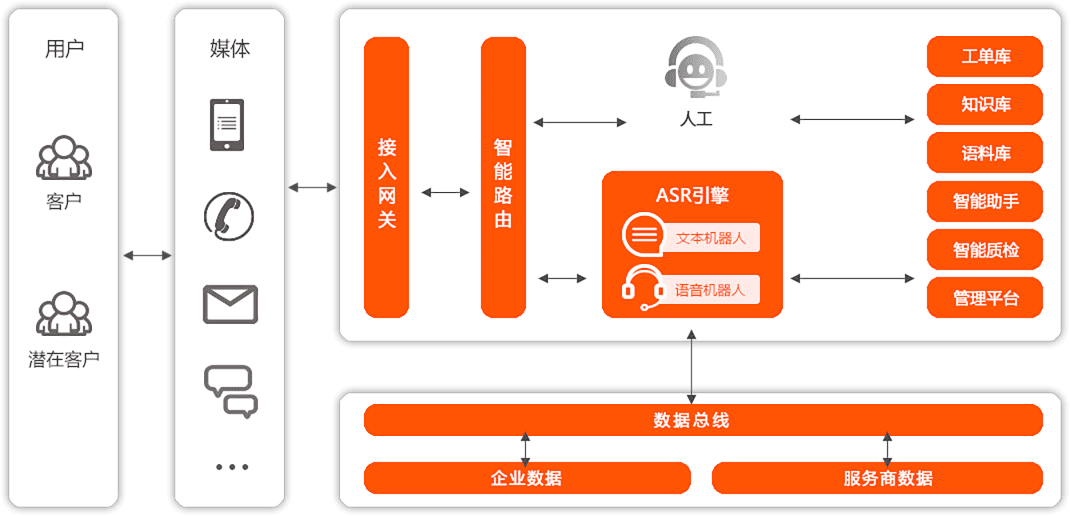 用户
客户
潜在客户
媒体
...
接入网关
智能路由
人工
ASR引擎
文本机器人
语音机器人
工单库
知识库
语料库
智能助手
智能质检
管理平台
数据总线
企业数据
服务商数据